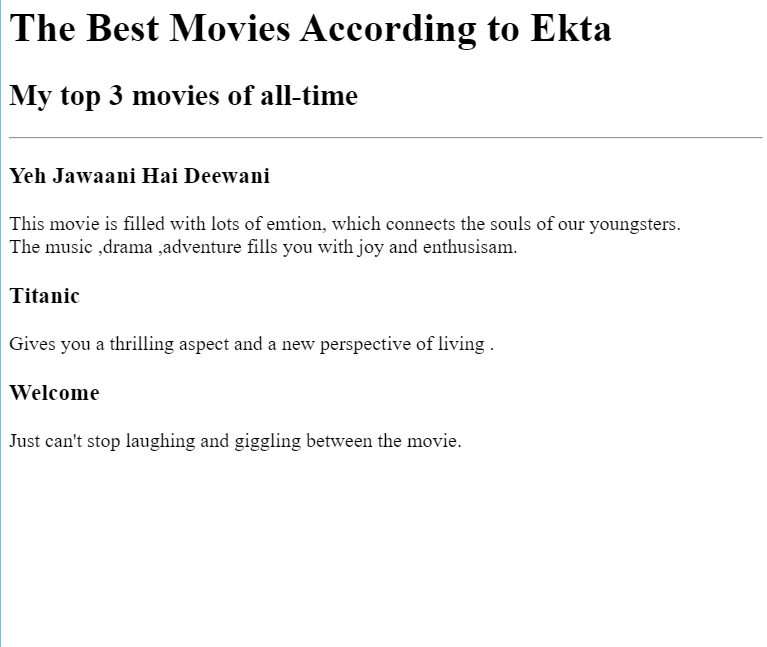 The Best Movies According to Ekta
My top 3 movies of all-time
Yeh Jawaani Hai Deewani
This movie is filled with lots of emtion, which connects the souls of our youngsters.
The music ,drama ,adventure fills you with joy and enthusisam.
Titanic
Gives you a thrilling aspect and a new perspective of living .
Welcome
Just can't stop laughing and giggling between the movie.